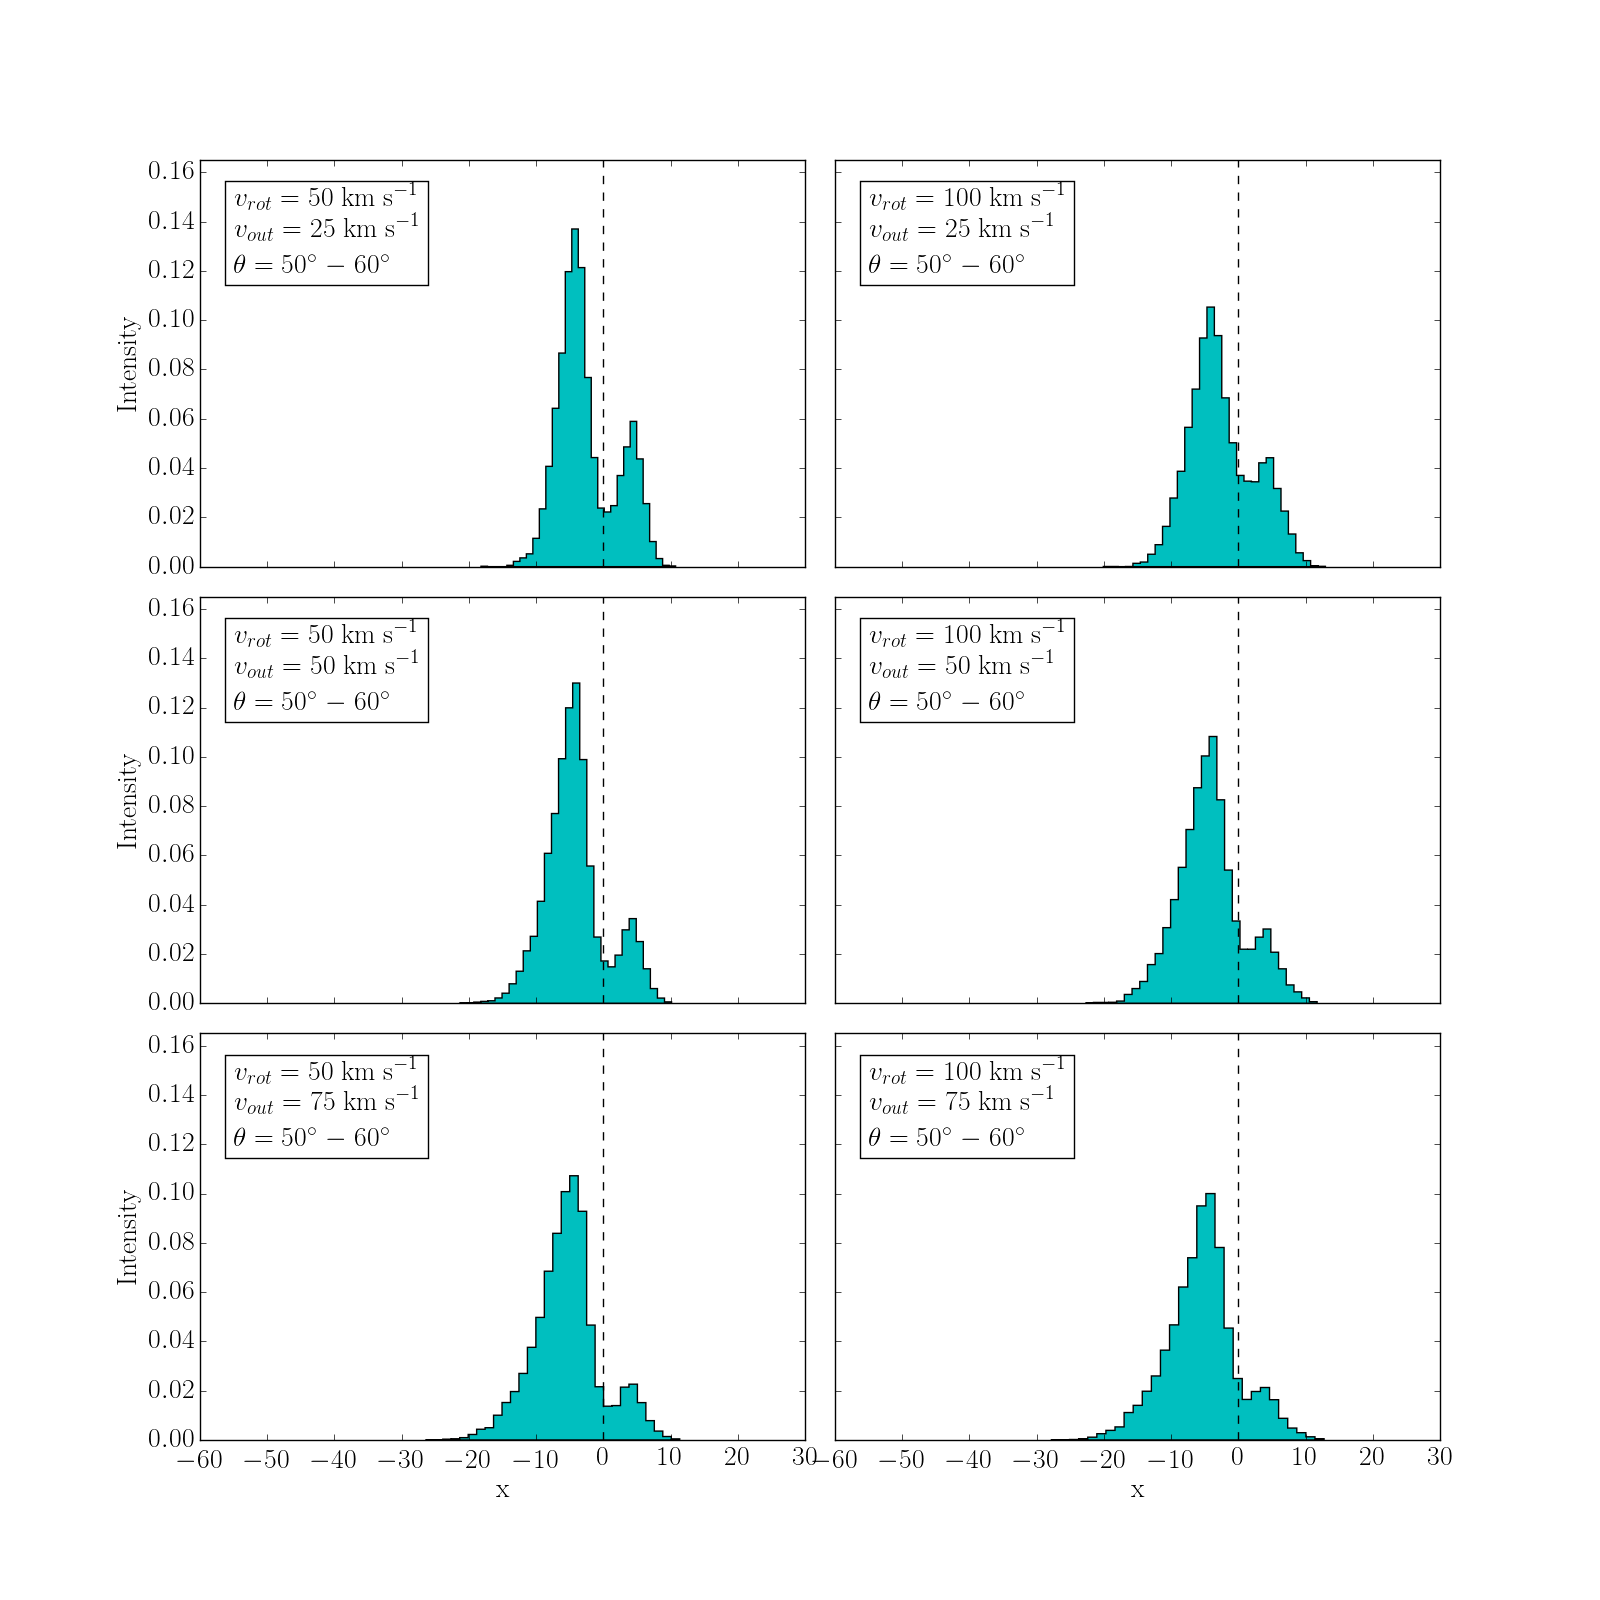 0.16
0.14
0.12
0.10
0.08
0.06
0.04
0.02
0.00
Intensity
v_rot = 50 km s⁻¹
v_out = 25 km s⁻¹
θ = 50° − 60°
v_rot = 100 km s⁻¹
v_out = 25 km s⁻¹
θ = 50° − 60°
0.16
0.14
0.12
0.10
0.08
0.06
0.04
0.02
0.00
Intensity
v_rot = 50 km s⁻¹
v_out = 50 km s⁻¹
θ = 50° − 60°
v_rot = 100 km s⁻¹
v_out = 50 km s⁻¹
θ = 50° − 60°
0.16
0.14
0.12
0.10
0.08
0.06
0.04
0.02
0.00
Intensity
v_rot = 50 km s⁻¹
v_out = 75 km s⁻¹
θ = 50° − 60°
v_rot = 100 km s⁻¹
v_out = 75 km s⁻¹
θ = 50° − 60°
−60 −50 −40 −30 −20 −10 0 10 20 30
x
−60 −50 −40 −30 −20 −10 0 10 20 30
x